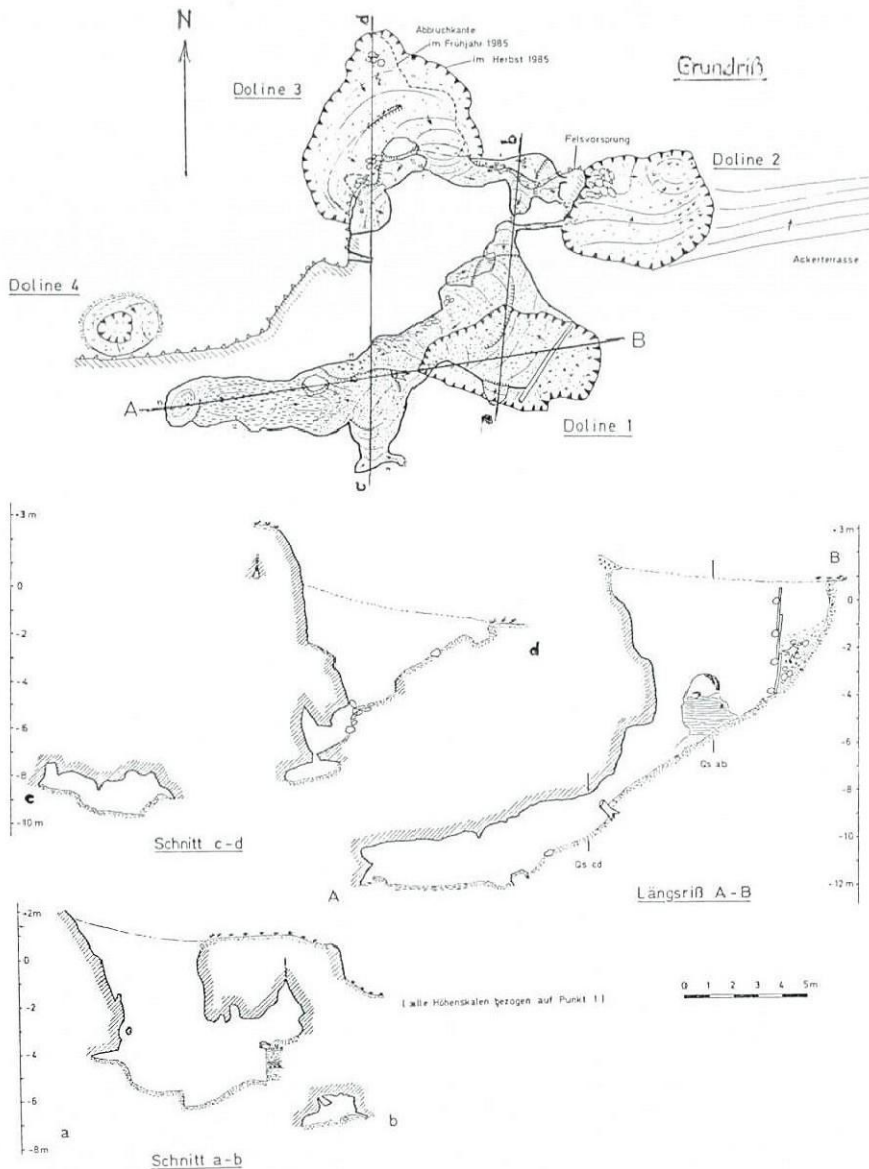 N
d
Abbruchkante
im Frühjahr 1985
im Herbst 1985
Grundriß
Doline 3
b
Felsvorsprung
Doline 2
Ackerterrasse
Doline 4
B
A
Doline 1
c
+3 m
0
-2
-4
-6
-8
-10 m
d
c
Schnitt c-d
+3 m
B
0
-2
-4
-6
-8
-10
-12 m
Qs ab
Qs cd
A
Längsriß A-B
+2m
0
-2
-4
-6
-8m
a
b
Schnitt a-b
( alle Höhenskalen bezogen auf Punkt 1 )
0 1 2 3 4 5m